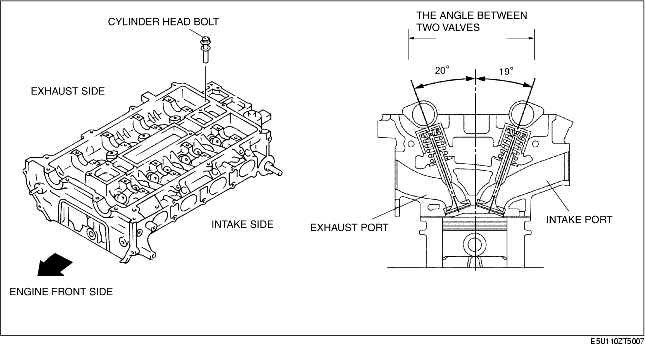 CYLINDER HEAD BOLT
EXHAUST SIDE
INTAKE SIDE
ENGINE FRONT SIDE
THE ANGLE BETWEEN
TWO VALVES
20°
19°
EXHAUST PORT
INTAKE PORT
E5U110ZT5007